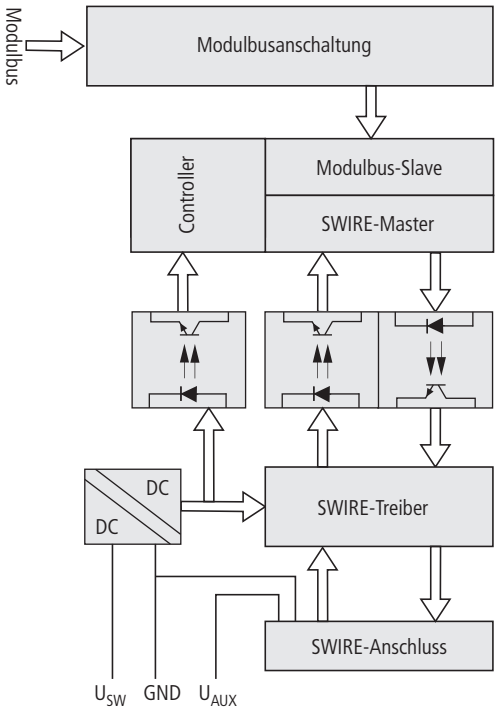 Modulbus
Modulbusanschaltung
Controller
Modulbus-Slave
SWIRE-Master
DC
DC
SWIRE-Treiber
SWIRE-Anschluss
U_SW GND U_AUX